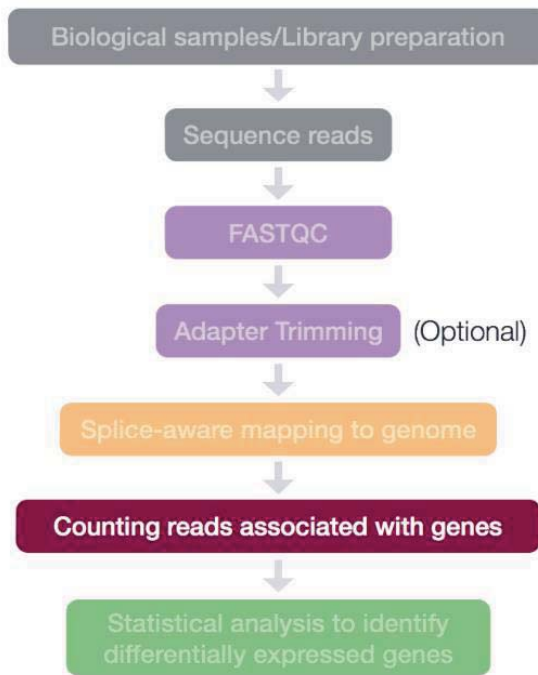 Biological samples/Library preparation
Sequence reads
FASTQC
Adapter Trimming (Optional)
Splice-aware mapping to genome
Counting reads associated with genes
Statistical analysis to identify
differentially expressed genes